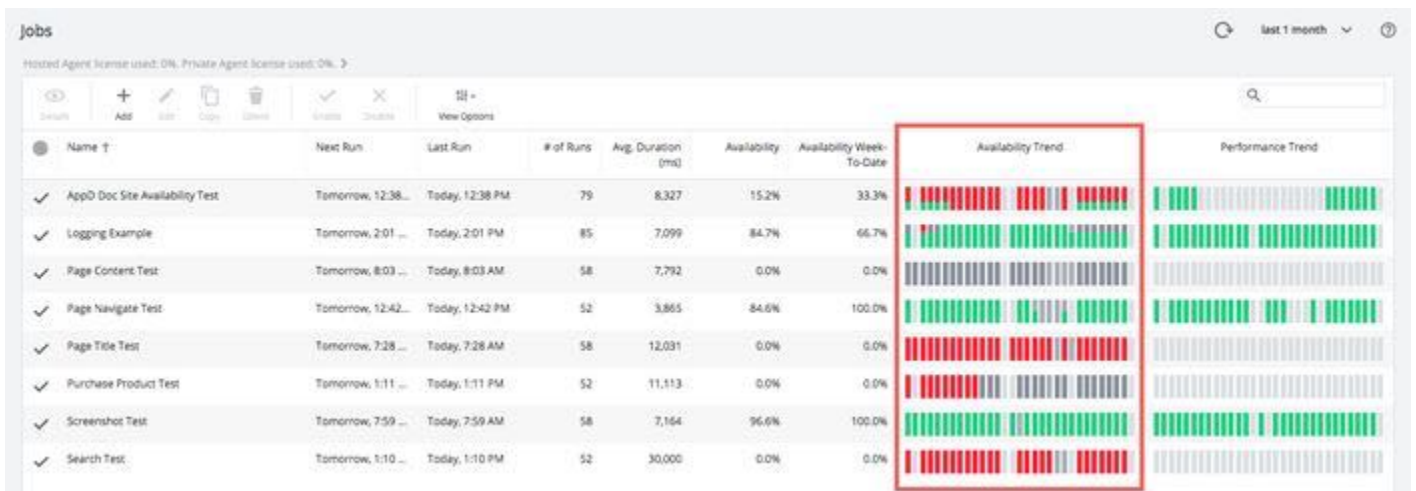 Jobs
last 1 month
Hosted Agent license used: 0%. Private Agent license used: 0%.
Details Add Edit Copy Delete Enable Disable View Options
Name ↑ Next Run Last Run # of Runs Avg. Duration (ms) Availability Availability Week-To-Date Availability Trend Performance Trend
AppD Doc Site Availability Test Tomorrow, 12:38... Today, 12:38 PM 79 8,327 15.2% 33.3%
Logging Example Tomorrow, 2:01 ... Today, 2:01 PM 85 7,099 84.7% 66.7%
Page Content Test Tomorrow, 8:03 ... Today, 8:03 AM 58 7,792 0.0% 0.0%
Page Navigate Test Tomorrow, 12:42... Today, 12:42 PM 52 3,865 84.6% 100.0%
Page Title Test Tomorrow, 7:28 ... Today, 7:28 AM 58 12,031 0.0% 0.0%
Purchase Product Test Tomorrow, 1:11 ... Today, 1:11 PM 52 11,113 0.0% 0.0%
Screenshot Test Tomorrow, 7:59 ... Today, 7:59 AM 58 7,164 96.6% 100.0%
Search Test Tomorrow, 1:10 ... Today, 1:10 PM 52 30,000 0.0% 0.0%